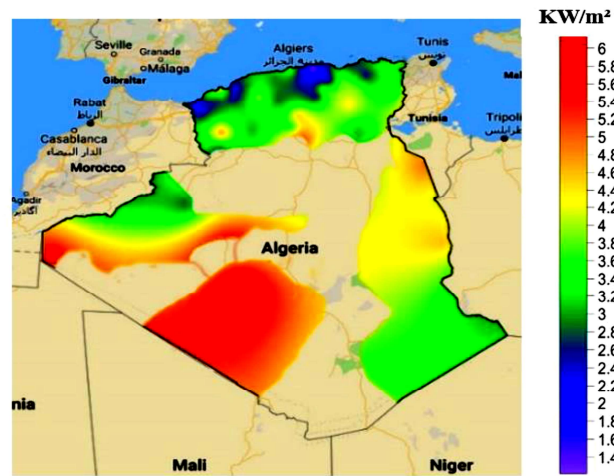 KW/m²
Seville
Granada
Málaga
Gibraltar
Algiers
مدينة الجزائر
Tunis
تونس
Rabat
الرباط
Casablanca
الدار البيضاء
Morocco
Agadir
أكادير
Tunisia
Tripoli
طرابلس
Algeria
Mali
Niger
6
5.8
5.6
5.4
5.2
5
4.8
4.6
4.4
4.2
4
3.8
3.6
3.4
3.2
3
2.8
2.6
2.4
2.2
2
1.8
1.6
1.4